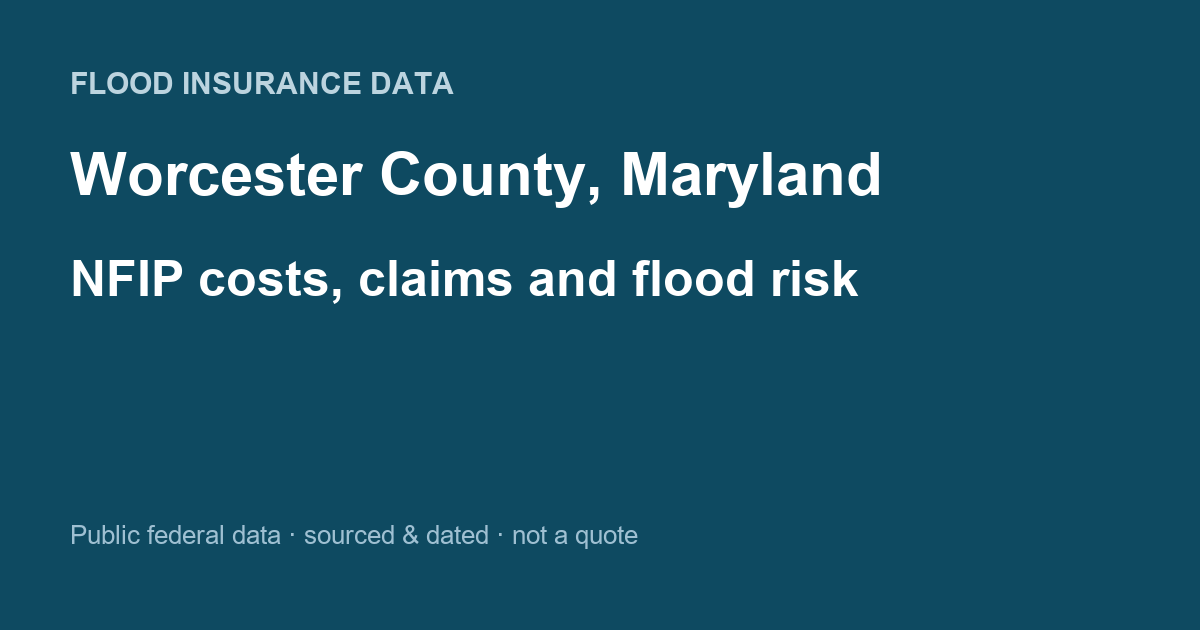 FLOOD INSURANCE DATA
Worcester County, Maryland
NFIP costs, claims and flood risk
Public federal data · sourced & dated · not a quote